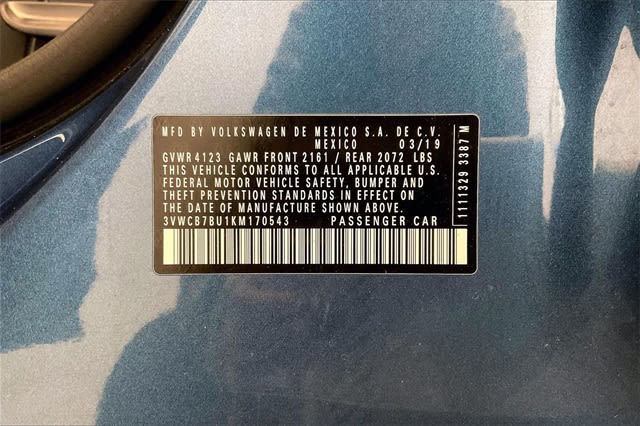 MFD BY VOLKSWAGEN DE MEXICO S.A. DE C.V.
MEXICO 03/19
GVWR 4123 GAWR FRONT 2161 / REAR 2072 LBS
THIS VEHICLE CONFORMS TO ALL APPLICABLE U.S.
FEDERAL MOTOR VEHICLE SAFETY, BUMPER AND
THEFT PREVENTION STANDARDS IN EFFECT ON
THE DATE OF MANUFACTURE SHOWN ABOVE.
3VWCB7BU1KM170543 PASSENGER CAR
1111329 3387 M